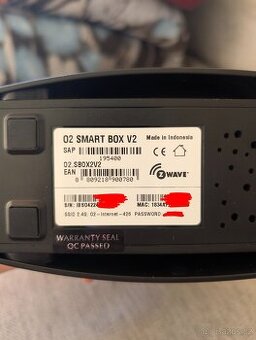 O2 SMART BOX V2
Made in Indonesia
SAP
195400
O2.SBOX2V2
EAN
8 809218 900780
Z WAVE
S/N:
MAC:
SSID 2.4G: O2-Internet-425 PASSWORD
WARRANTY SEAL
QC PASSED